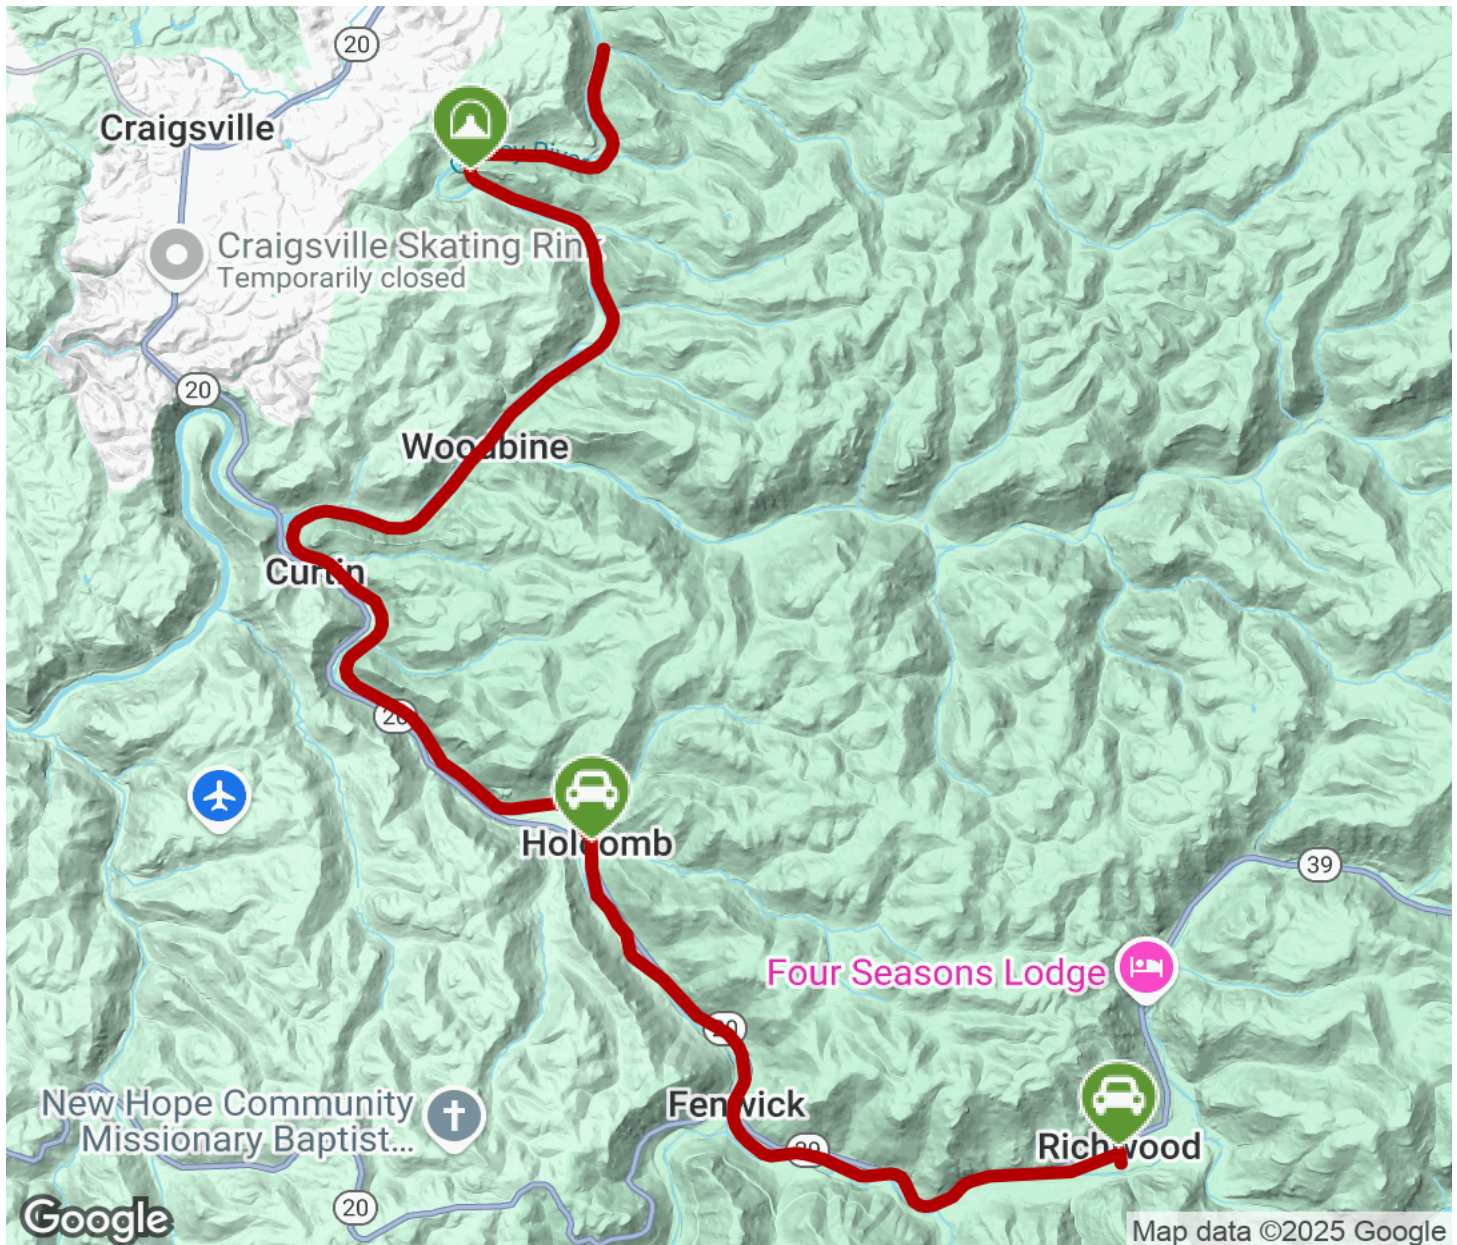 20
Craigsville
Craigsville Skating Rink
Temporarily closed
20
Woodbine
Curtin
20
Holcomb
39
Four Seasons Lodge
20
Fenwick
New Hope Community
Missionary Baptist...
39
Richwood
20
Google
Map data ©2025 Google